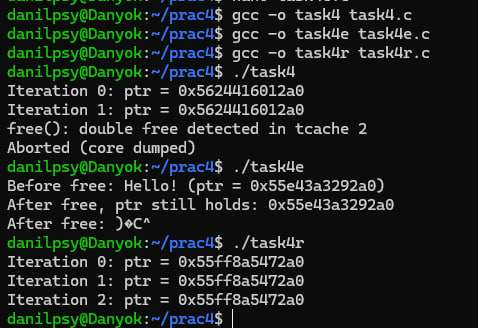 danilpsy@Danyok:~/prac4$ gcc -o task4 task4.c
danilpsy@Danyok:~/prac4$ gcc -o task4e task4e.c
danilpsy@Danyok:~/prac4$ gcc -o task4r task4r.c
danilpsy@Danyok:~/prac4$ ./task4
Iteration 0: ptr = 0x5624416012a0
Iteration 1: ptr = 0x5624416012a0
free(): double free detected in tcache 2
Aborted (core dumped)
danilpsy@Danyok:~/prac4$ ./task4e
Before free: Hello! (ptr = 0x55e43a3292a0)
After free, ptr still holds: 0x55e43a3292a0
After free: )�C^
danilpsy@Danyok:~/prac4$ ./task4r
Iteration 0: ptr = 0x55ff8a5472a0
Iteration 1: ptr = 0x55ff8a5472a0
Iteration 2: ptr = 0x55ff8a5472a0
danilpsy@Danyok:~/prac4$